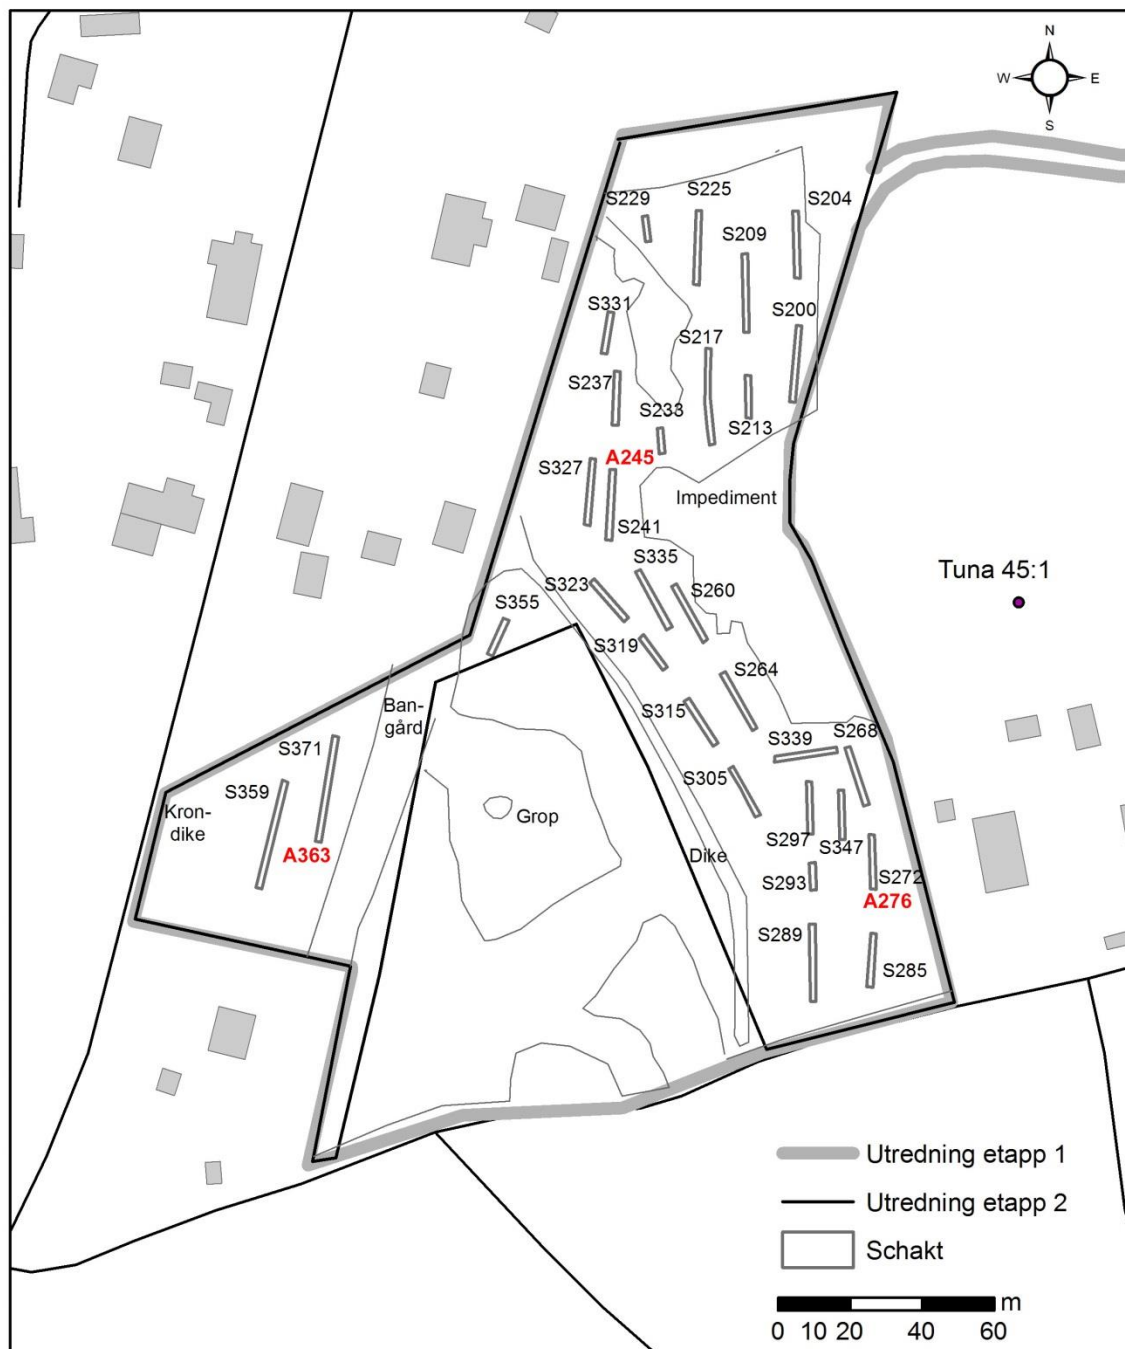 N
W E
S
S229
S225
S204
S209
S331
S200
S217
S237
S233
S213
A245
S327
Impediment
S241
S335
S323
S260
Tuna 45:1
S355
S319
S264
Ban-
gård
S315
S371
S339
S268
S359
S305
Kron-
dike
Grop
S297
S347
A363
Dike
S293
S272
A276
S289
S285
Utredning etapp 1
Utredning etapp 2
Schakt
m
0 10 20 40 60